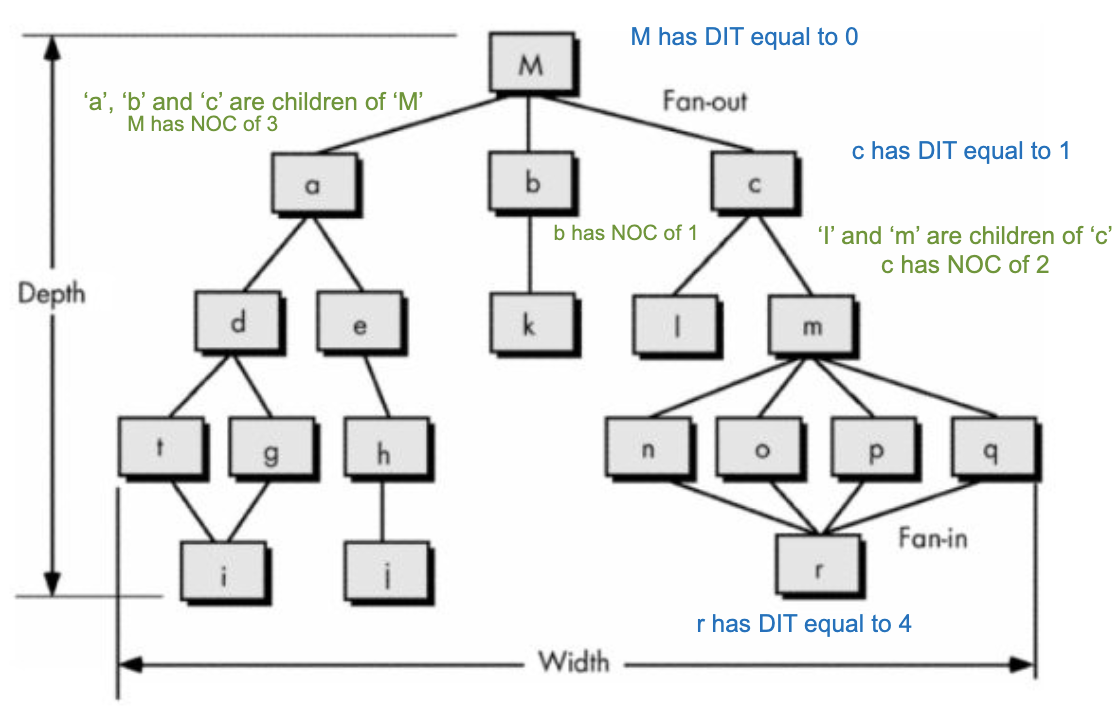 M has DIT equal to 0
M
‘a’, ‘b’ and ‘c’ are children of ‘M’
M has NOC of 3
Fan-out
c has DIT equal to 1
a
b
c
b has NOC of 1
‘l’ and ‘m’ are children of ‘c’
c has NOC of 2
Depth
d
e
k
l
m
t
g
h
n
o
p
q
Fan-in
i
j
r
r has DIT equal to 4
Width